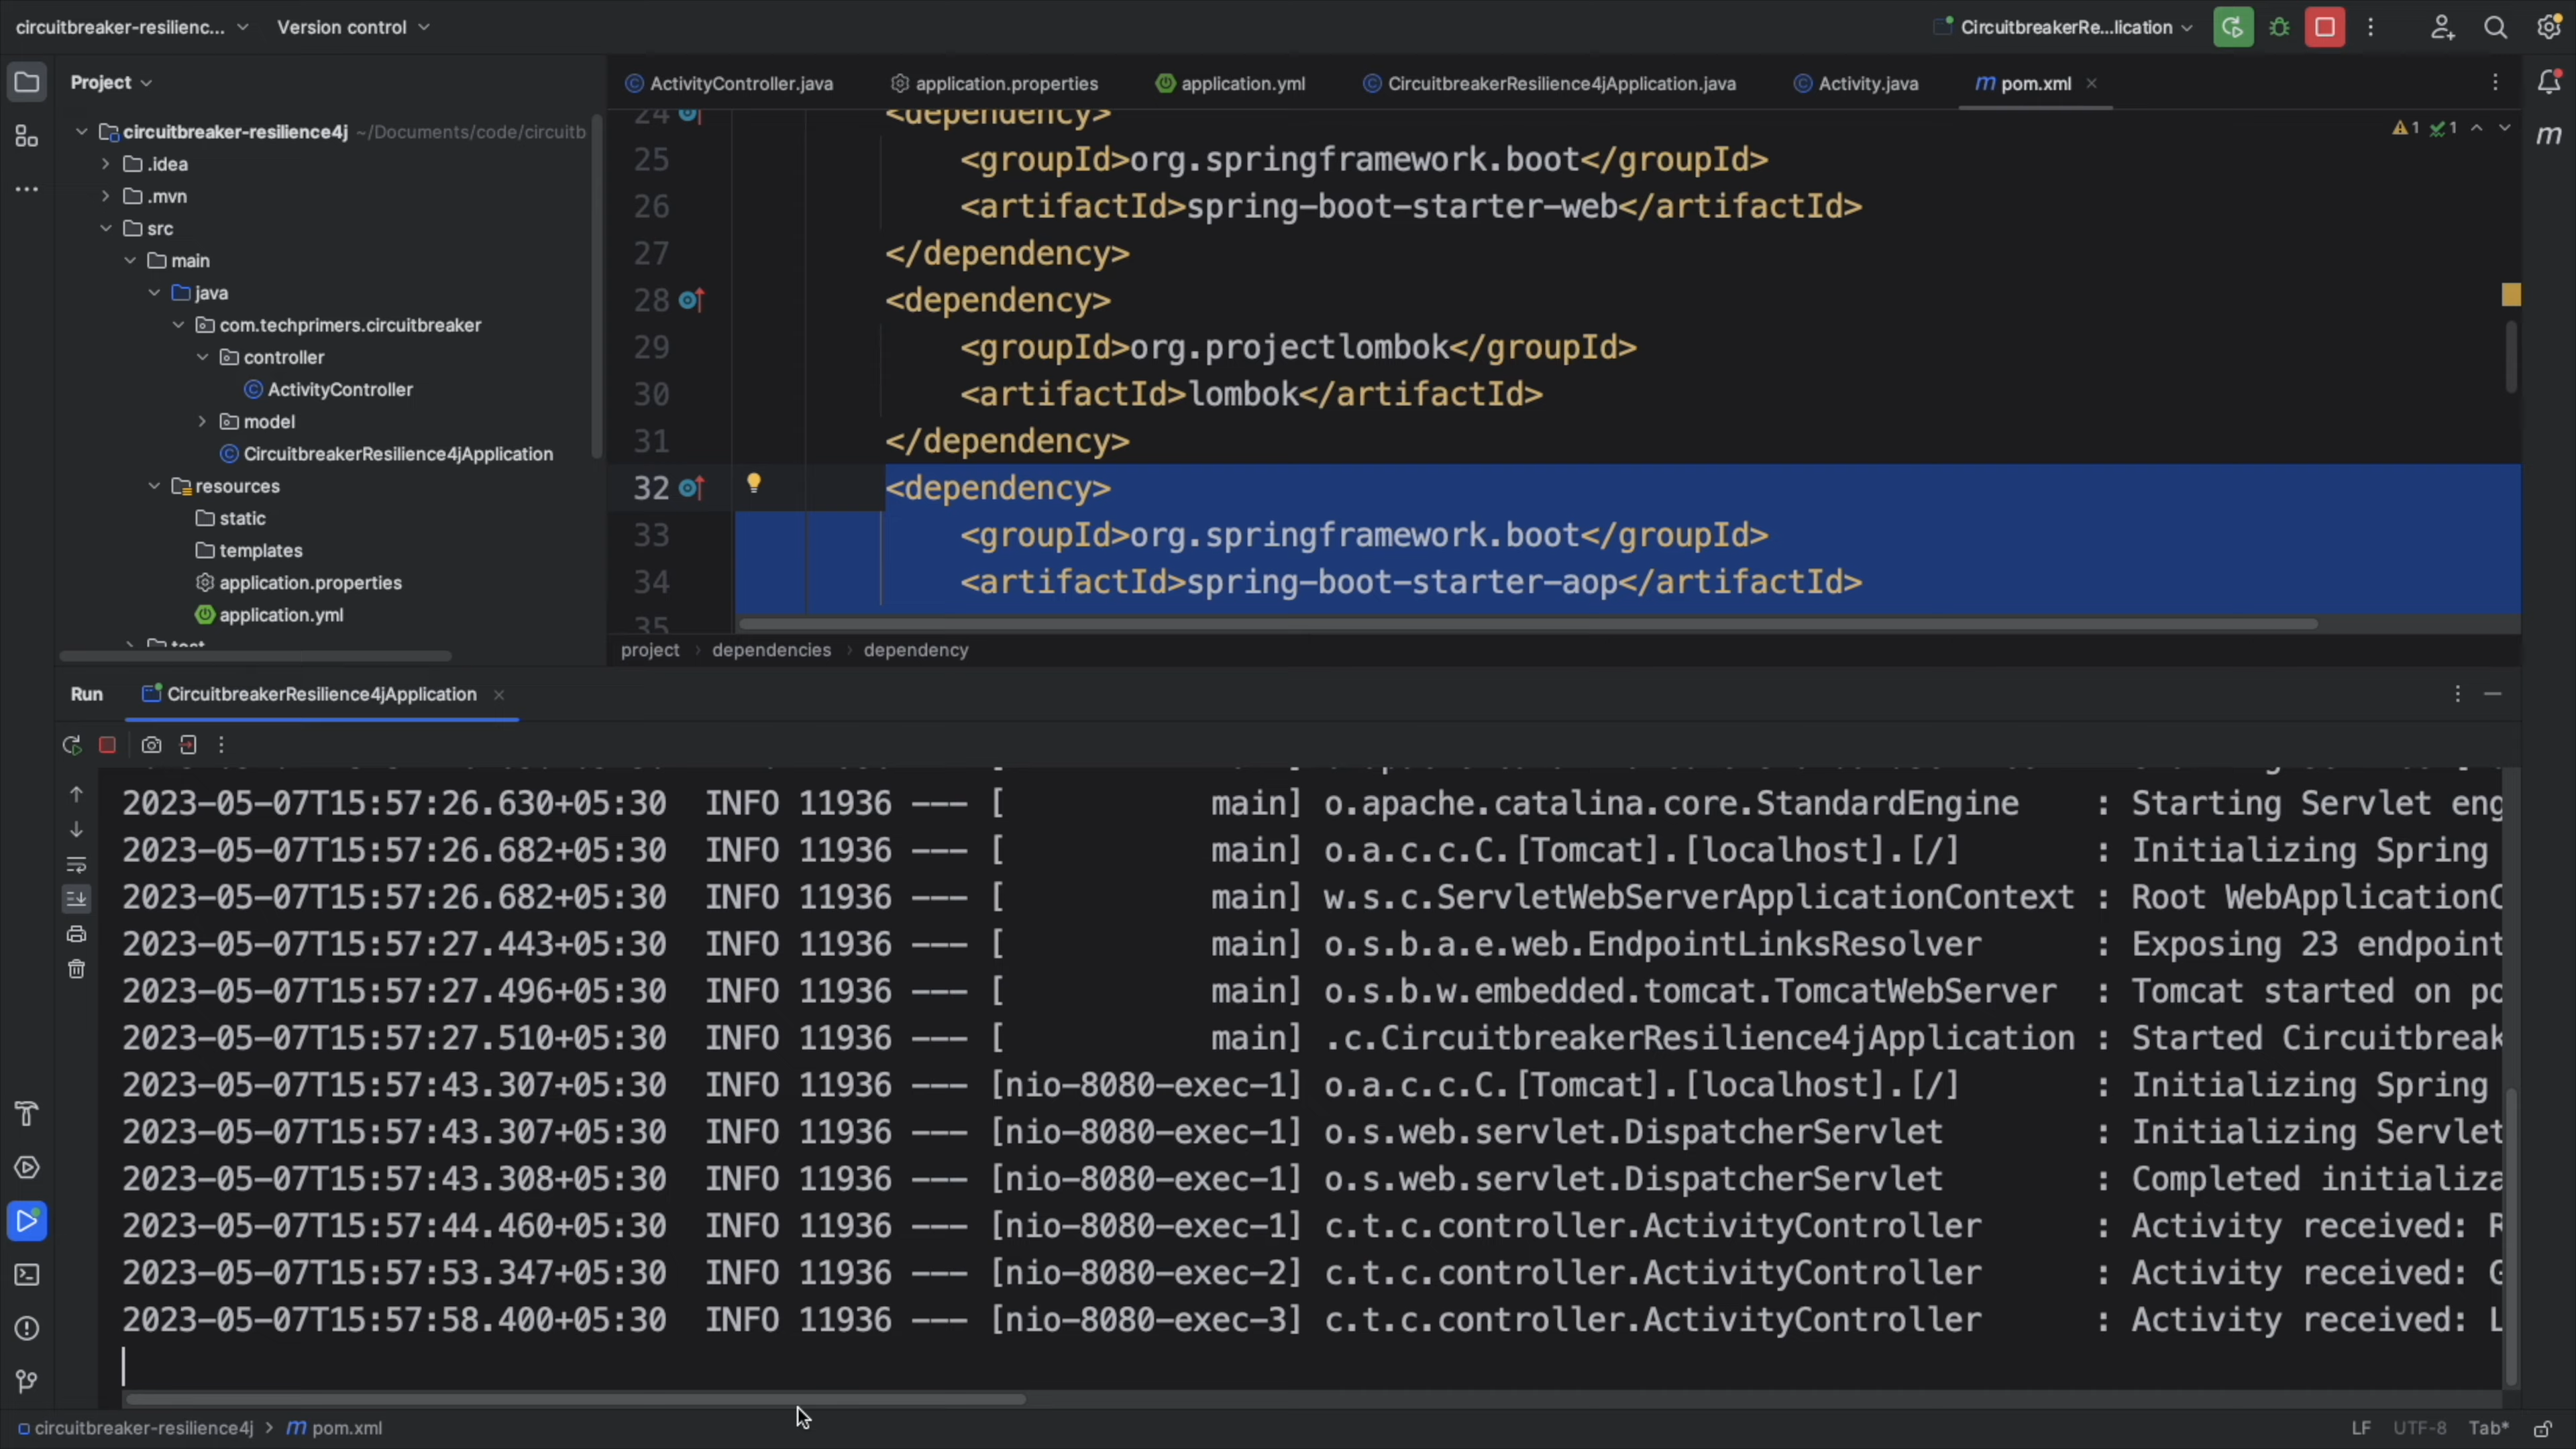 circuitbreaker-resilienc...
Version control
CircuitbreakerRe...lication
Project
ActivityController.java
application.properties
application.yml
CircuitbreakerResilience4jApplication.java
Activity.java
pom.xml
circuitbreaker-resilience4j ~/Documents/code/circuitb
.idea
.mvn
src
main
java
com.techprimers.circuitbreaker
controller
ActivityController
model
CircuitbreakerResilience4jApplication
resources
static
templates
application.properties
application.yml
test
1 1
24 <dependency>
25 <groupId>org.springframework.boot</groupId>
26 <artifactId>spring-boot-starter-web</artifactId>
27 </dependency>
28 <dependency>
29 <groupId>org.projectlombok</groupId>
30 <artifactId>lombok</artifactId>
31 </dependency>
32 <dependency>
33 <groupId>org.springframework.boot</groupId>
34 <artifactId>spring-boot-starter-aop</artifactId>
35
project › dependencies › dependency
Run CircuitbreakerResilience4jApplication
2023-05-07T15:57:26.630+05:30 INFO 11936 --- [ main] o.apache.catalina.core.StandardEngine : Starting Servlet eng
2023-05-07T15:57:26.682+05:30 INFO 11936 --- [ main] o.a.c.c.C.[Tomcat].[localhost].[/] : Initializing Spring
2023-05-07T15:57:26.682+05:30 INFO 11936 --- [ main] w.s.c.ServletWebServerApplicationContext : Root WebApplicationC
2023-05-07T15:57:27.443+05:30 INFO 11936 --- [ main] o.s.b.a.e.web.EndpointLinksResolver : Exposing 23 endpoint
2023-05-07T15:57:27.496+05:30 INFO 11936 --- [ main] o.s.b.w.embedded.tomcat.TomcatWebServer : Tomcat started on po
2023-05-07T15:57:27.510+05:30 INFO 11936 --- [ main] .c.CircuitbreakerResilience4jApplication : Started Circuitbreak
2023-05-07T15:57:43.307+05:30 INFO 11936 --- [nio-8080-exec-1] o.a.c.c.C.[Tomcat].[localhost].[/] : Initializing Spring
2023-05-07T15:57:43.307+05:30 INFO 11936 --- [nio-8080-exec-1] o.s.web.servlet.DispatcherServlet : Initializing Servlet
2023-05-07T15:57:43.308+05:30 INFO 11936 --- [nio-8080-exec-1] o.s.web.servlet.DispatcherServlet : Completed initializa
2023-05-07T15:57:44.460+05:30 INFO 11936 --- [nio-8080-exec-1] c.t.c.controller.ActivityController : Activity received: R
2023-05-07T15:57:53.347+05:30 INFO 11936 --- [nio-8080-exec-2] c.t.c.controller.ActivityController : Activity received: G
2023-05-07T15:57:58.400+05:30 INFO 11936 --- [nio-8080-exec-3] c.t.c.controller.ActivityController : Activity received: L
circuitbreaker-resilience4j > pom.xml
LF UTF-8 Tab*